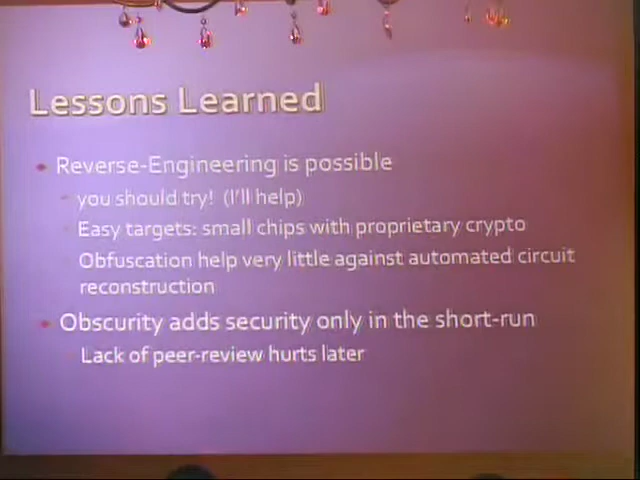 Lessons Learned
Reverse-Engineering is possible
you should try! (I'll help)
Easy targets: small chips with proprietary crypto
Obfuscation help very little against automated circuit
reconstruction
Obscurity adds security only in the short-run
Lack of peer-review hurts later